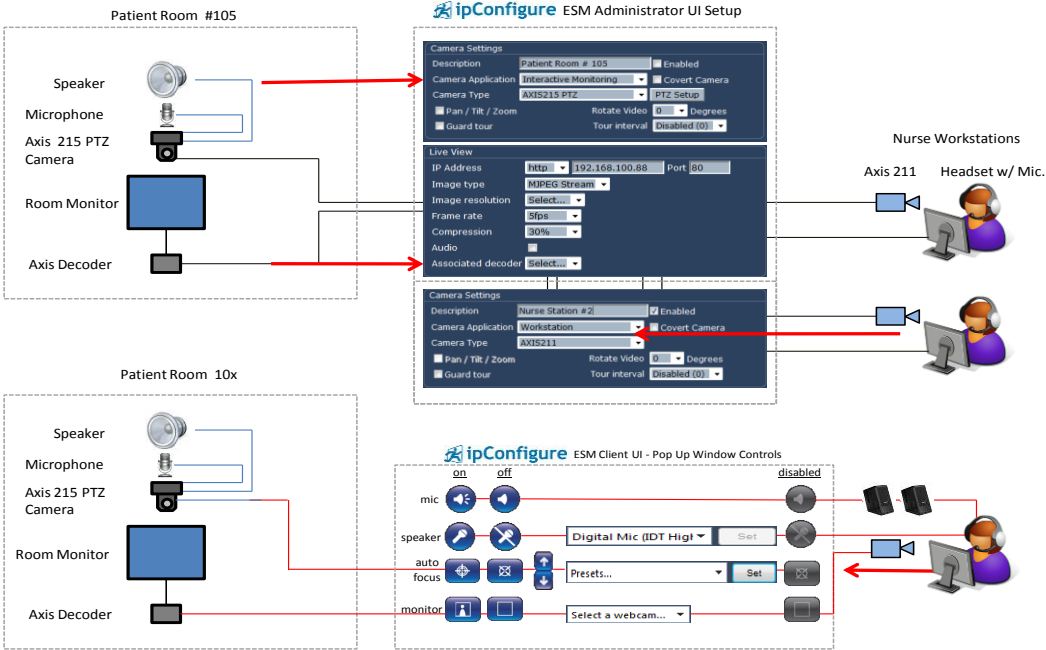 Patient Room #105
Speaker
Microphone
Axis 215 PTZ
Camera
Room Monitor
Axis Decoder
ipConfigure ESM Administrator UI Setup
Camera Settings
Description Patient Room # 105 Enabled
Camera Application Interactive Monitoring Covert Camera
Camera Type AXIS215 PTZ PTZ Setup
Pan / Tilt / Zoom Rotate Video 0 Degrees
Guard tour Tour interval Disabled (0)
Live View
IP Address http 192.168.100.88 Port 80
Image type MJPEG Stream
Image resolution Select...
Frame rate 5fps
Compression 30%
Audio
Associated decoder Select...
Camera Settings
Description Nurse Station #2 Enabled
Camera Application Workstation Covert Camera
Camera Type AXIS211
Pan / Tilt / Zoom Rotate Video 0 Degrees
Guard tour Tour interval Disabled (0)
Nurse Workstations
Axis 211 Headset w/ Mic.
Patient Room 10x
Speaker
Microphone
Axis 215 PTZ
Camera
Room Monitor
Axis Decoder
ipConfigure ESM Client UI - Pop Up Window Controls
on off disabled
mic
speaker Digital Mic (IDT High Set
auto
focus Presets... Set
monitor Select a webcam...